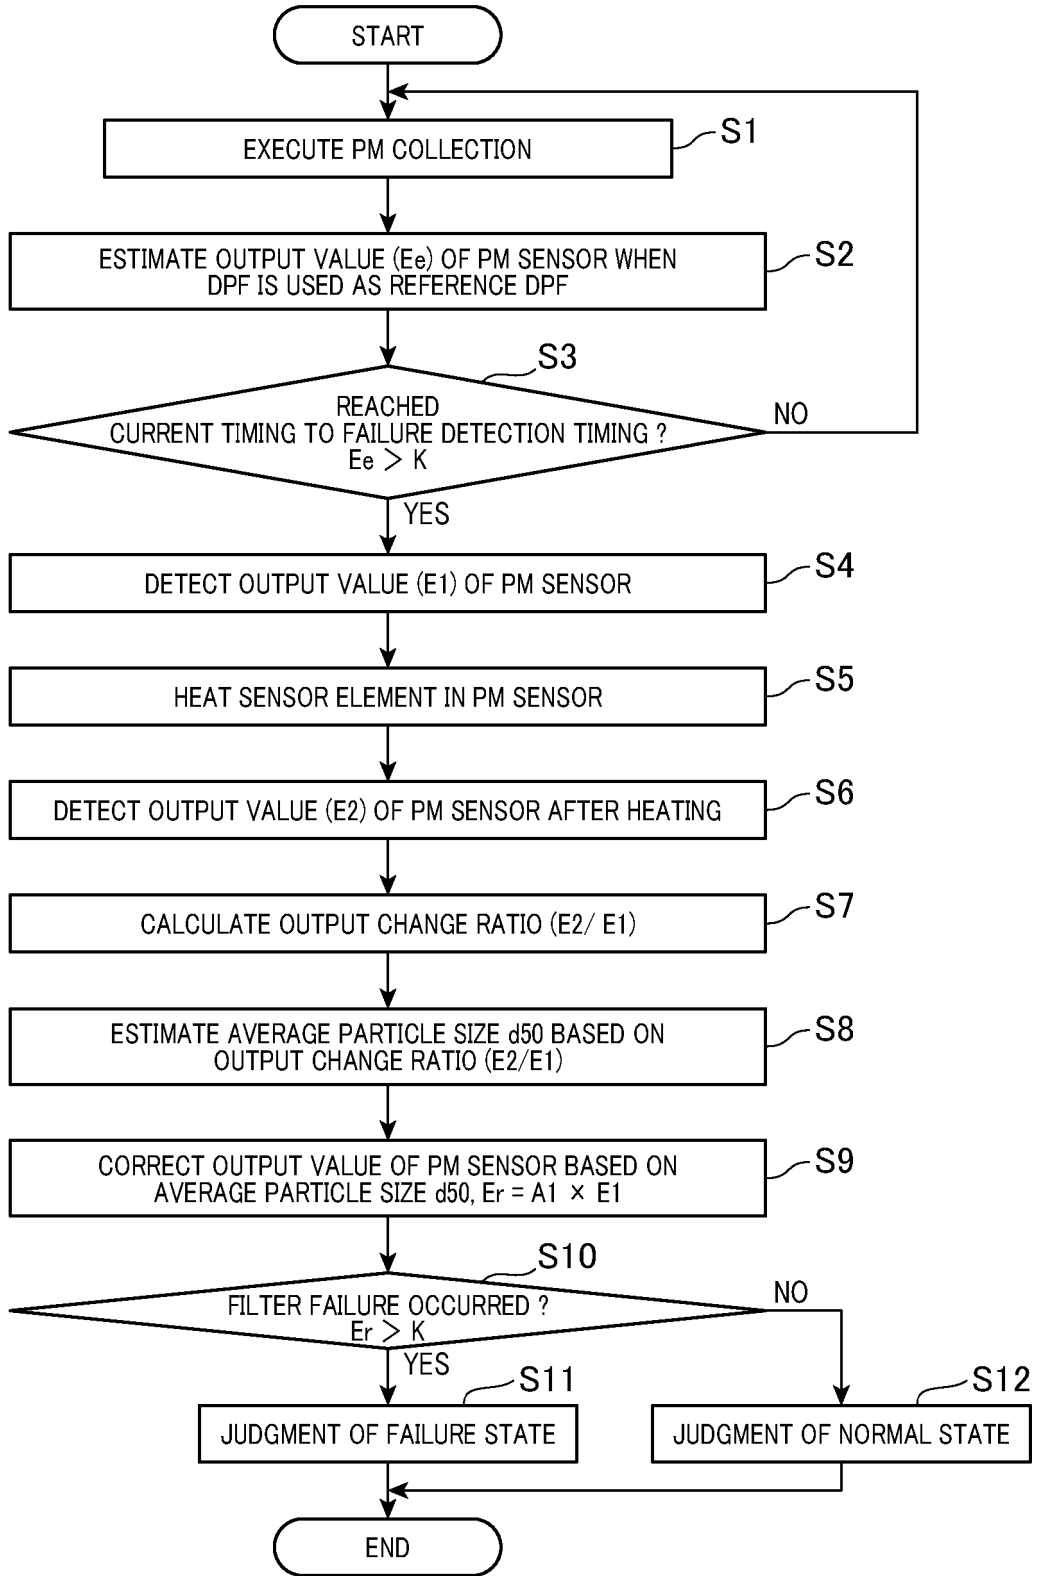 START
EXECUTE PM COLLECTION
S1
ESTIMATE OUTPUT VALUE (Ee) OF PM SENSOR WHEN
DPF IS USED AS REFERENCE DPF
S2
S3
REACHED
CURRENT TIMING TO FAILURE DETECTION TIMING ?
Ee > K
NO
YES
DETECT OUTPUT VALUE (E1) OF PM SENSOR
S4
HEAT SENSOR ELEMENT IN PM SENSOR
S5
DETECT OUTPUT VALUE (E2) OF PM SENSOR AFTER HEATING
S6
CALCULATE OUTPUT CHANGE RATIO (E2/ E1)
S7
ESTIMATE AVERAGE PARTICLE SIZE d50 BASED ON
OUTPUT CHANGE RATIO (E2/E1)
S8
CORRECT OUTPUT VALUE OF PM SENSOR BASED ON
AVERAGE PARTICLE SIZE d50, Er = A1 × E1
S9
S10
FILTER FAILURE OCCURRED ?
Er > K
NO
YES
S11
JUDGMENT OF FAILURE STATE
S12
JUDGMENT OF NORMAL STATE
END